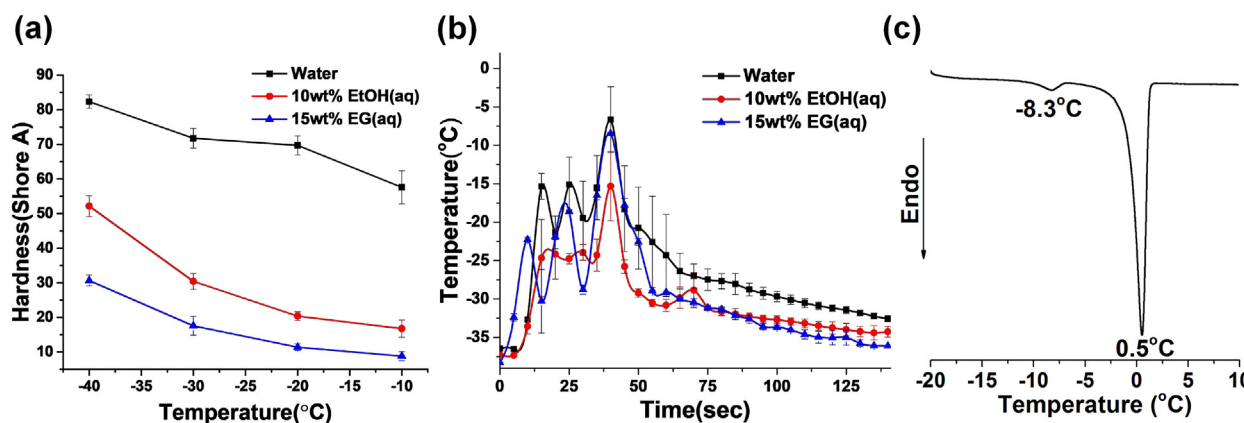 (a)
Hardness(Shore A)
90
80
70
60
50
40
30
20
10
Water
10wt% EtOH(aq)
15wt% EG(aq)
-40 -35 -30 -25 -20 -15 -10
Temperature(°C)
(b)
Temperature(°C)
0
-5
-10
-15
-20
-25
-30
-35
Water
10wt% EtOH(aq)
15wt% EG(aq)
0 25 50 75 100 125
Time(sec)
(c)
Endo
-8.3°C
0.5°C
-20 -10 0 10
Temperature (°C)